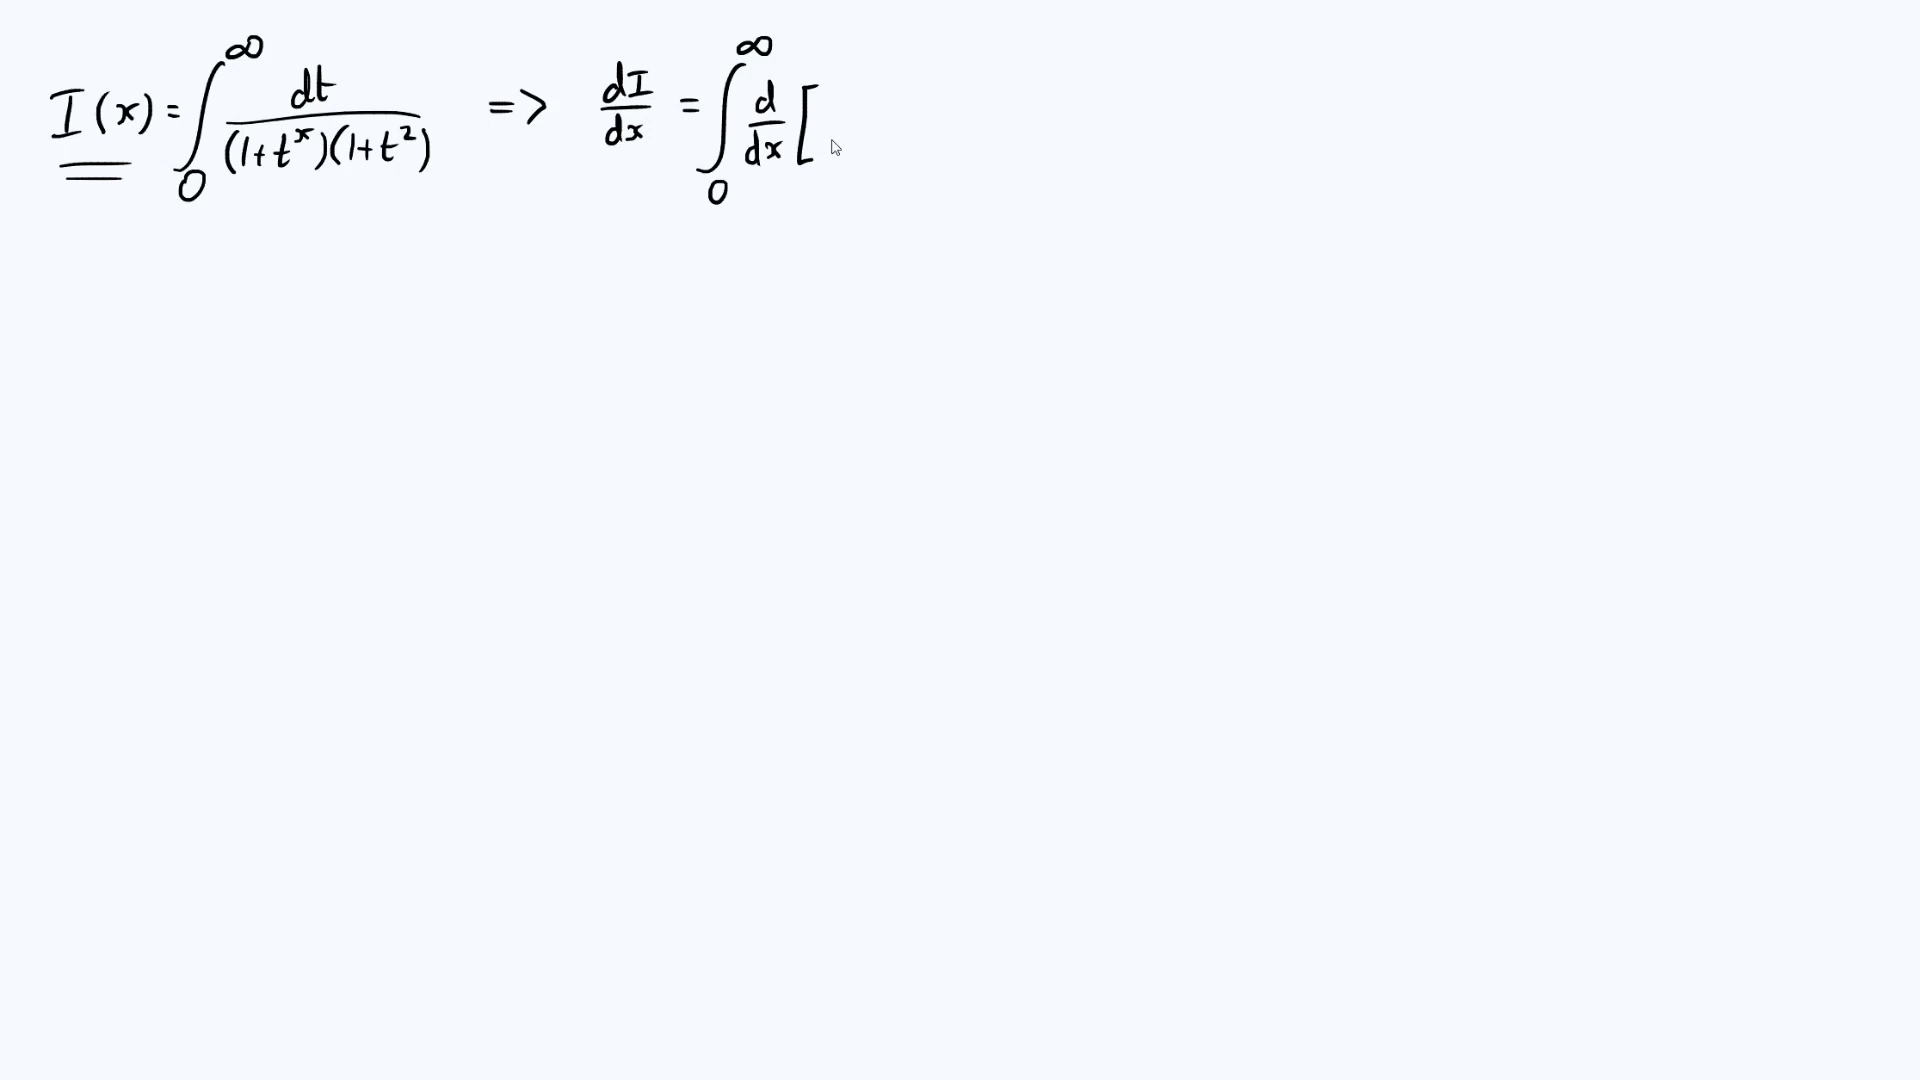 I(x) = ∫₀^∞ dt / ((1+t^x)(1+t²)) => dI/dx = ∫₀^∞ d/dx [